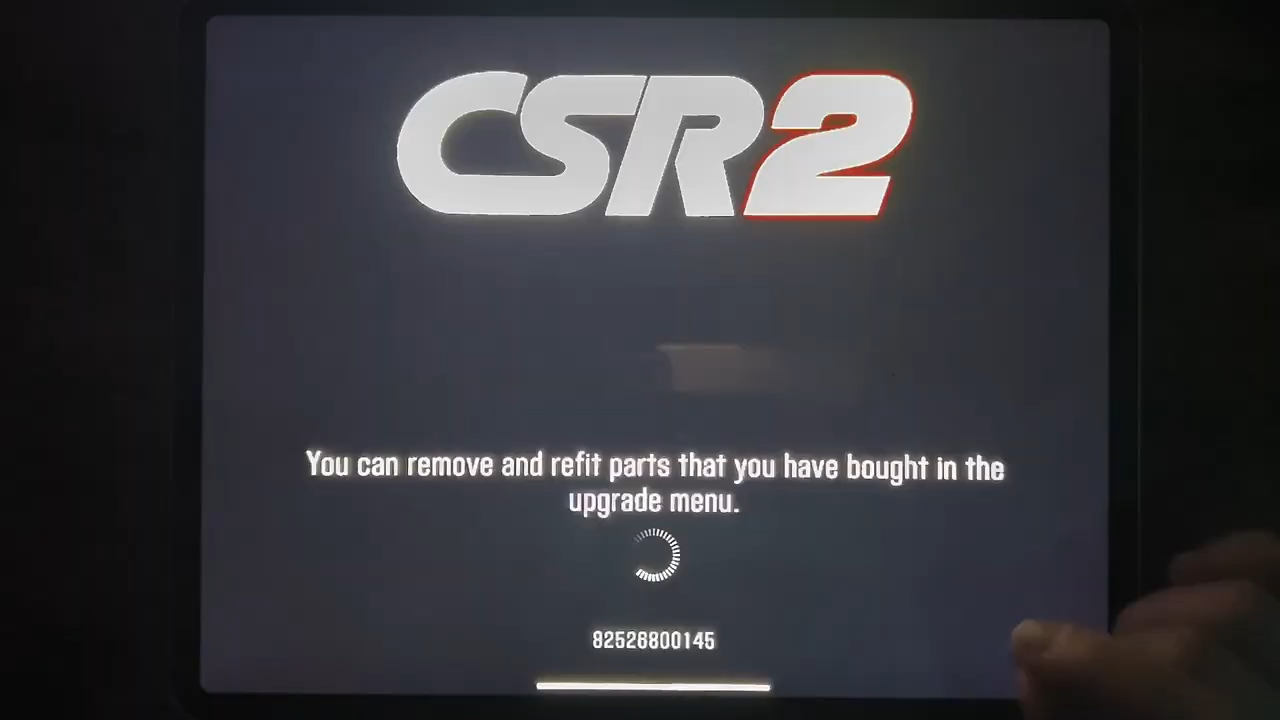 CSR2
You can remove and refit parts that you have bought in the
upgrade menu.
82526800145